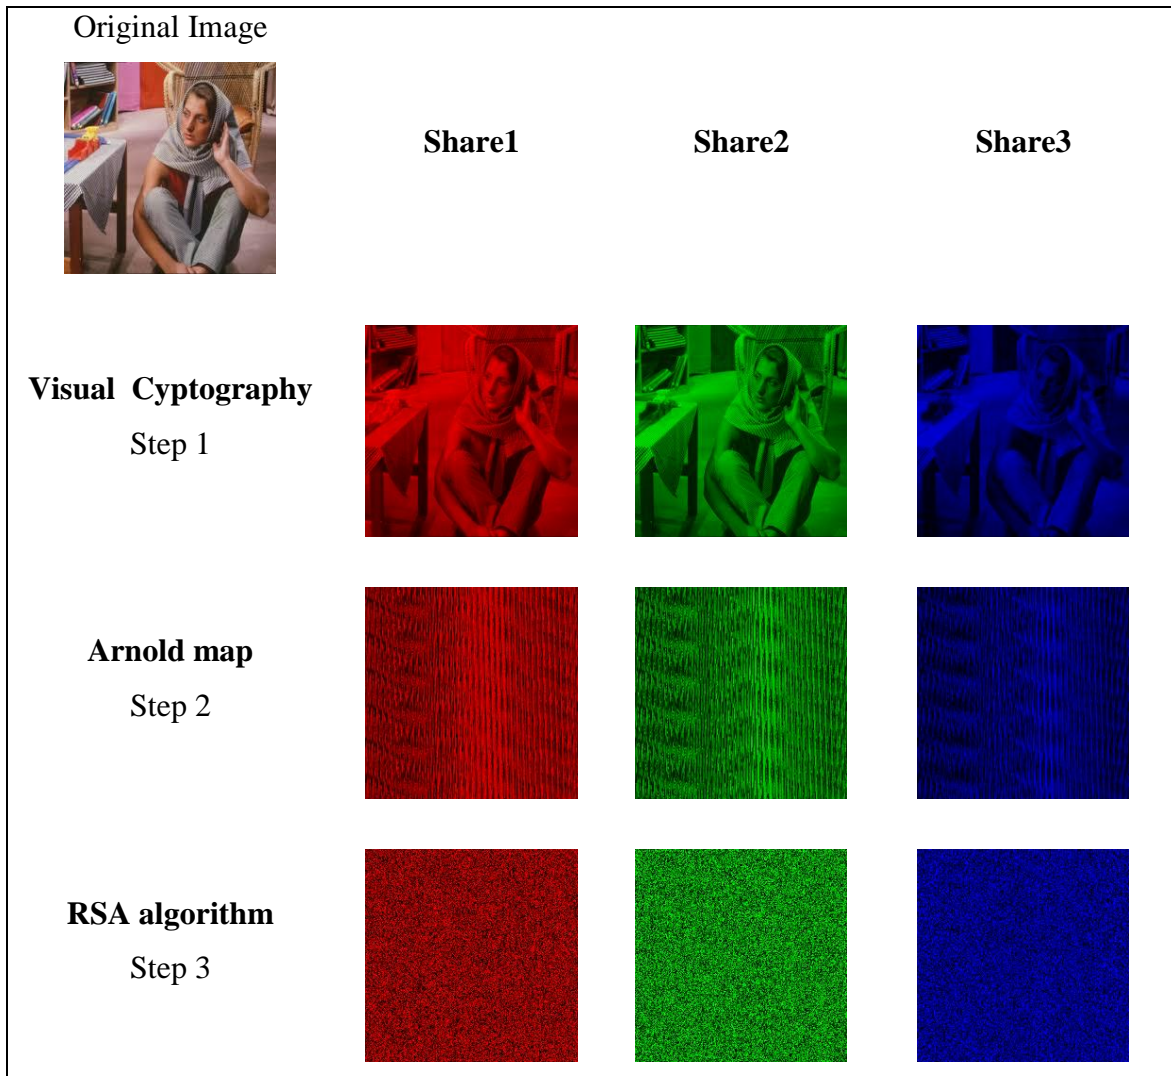 Original Image
Share1 Share2 Share3
Visual Cyptography
Step 1
Arnold map
Step 2
RSA algorithm
Step 3